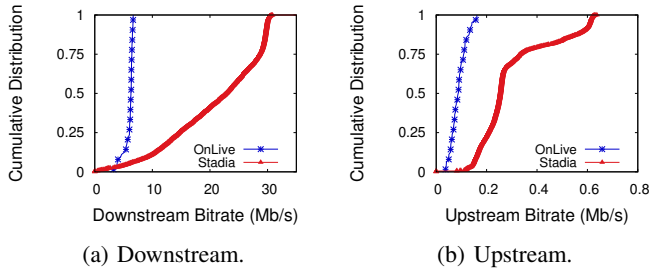 Cumulative Distribution
1
0.75
0.5
0.25
0
OnLive
Stadia
0 10 20 30
Downstream Bitrate (Mb/s)
(a) Downstream.
Cumulative Distribution
1
0.75
0.5
0.25
0
OnLive
Stadia
0 0.2 0.4 0.6 0.8
Upstream Bitrate (Mb/s)
(b) Upstream.